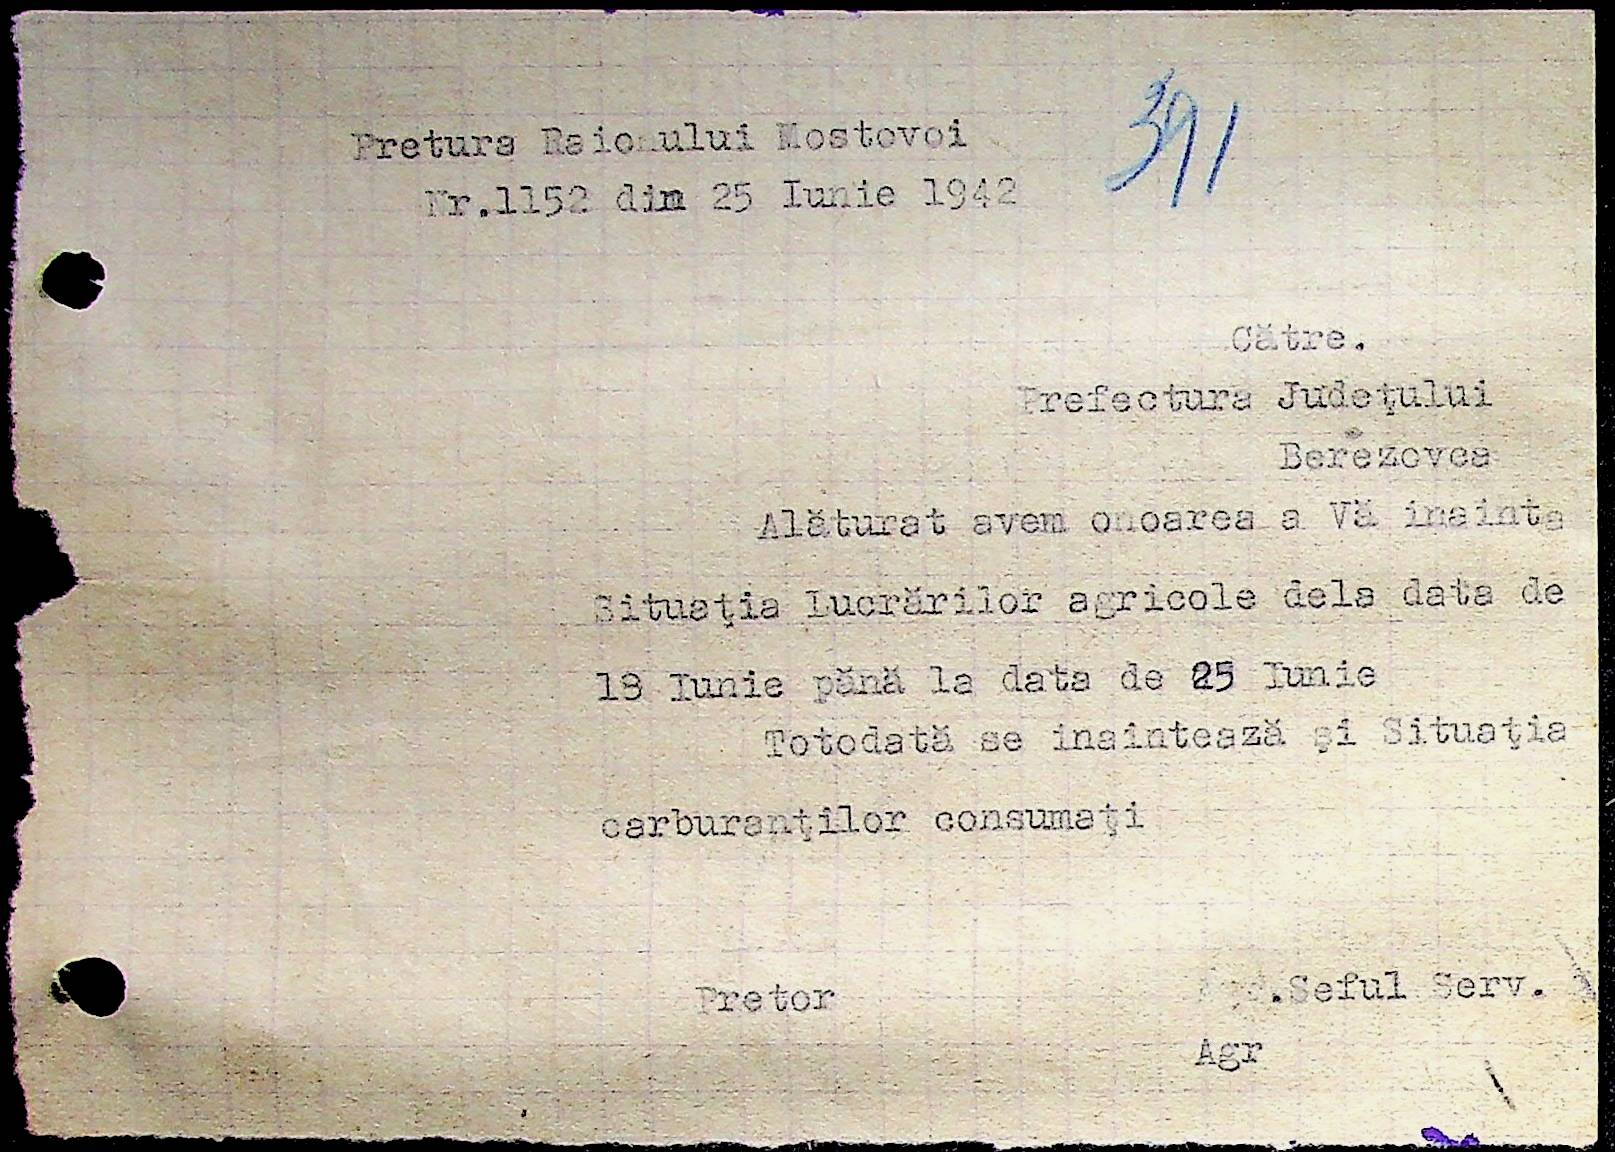 391
Pretura Raionului Mostovoi
Nr.1152 din 25 Iunie 1942
Către.
Prefectura Judeţului
Berezovca
Alăturat avem onoarea a Vă inainta
Situaţia Lucrărilor agricole dela data de
18 Iunie până la data de 25 Iunie
Totodată se inaintează şi Situaţia
carburanţilor consumaţi
Pretor
.Seful Serv.
Agr